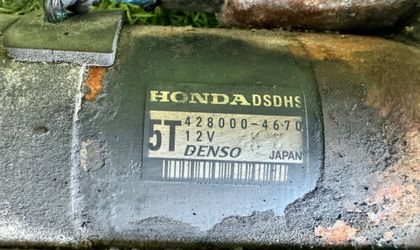 HONDA DSDHS
5T 428000-4670
12V
DENSO JAPAN